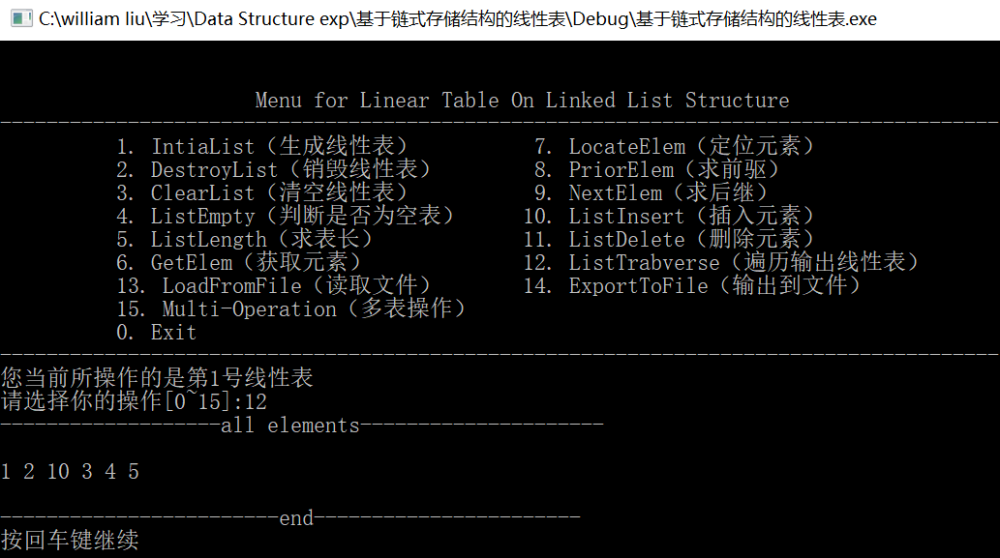 C:\william liu\学习\Data Structure exp\基于链式存储结构的线性表\Debug\基于链式存储结构的线性表.exe
Menu for Linear Table On Linked List Structure
-------------------------------------------------------------------------------------
1. IntiaList（生成线性表） 7. LocateElem（定位元素）
2. DestroyList（销毁线性表） 8. PriorElem（求前驱）
3. ClearList（清空线性表） 9. NextElem（求后继）
4. ListEmpty（判断是否为空表） 10. ListInsert（插入元素）
5. ListLength（求表长） 11. ListDelete（删除元素）
6. GetElem（获取元素） 12. ListTrabverse（遍历输出线性表）
13. LoadFromFile（读取文件） 14. ExportToFile（输出到文件）
15. Multi-Operation（多表操作）
0. Exit
-------------------------------------------------------------------------------------
您当前所操作的是第1号线性表
请选择你的操作[0~15]:12
-------------------all elements---------------------
1 2 10 3 4 5
------------------------end-----------------------
按回车键继续